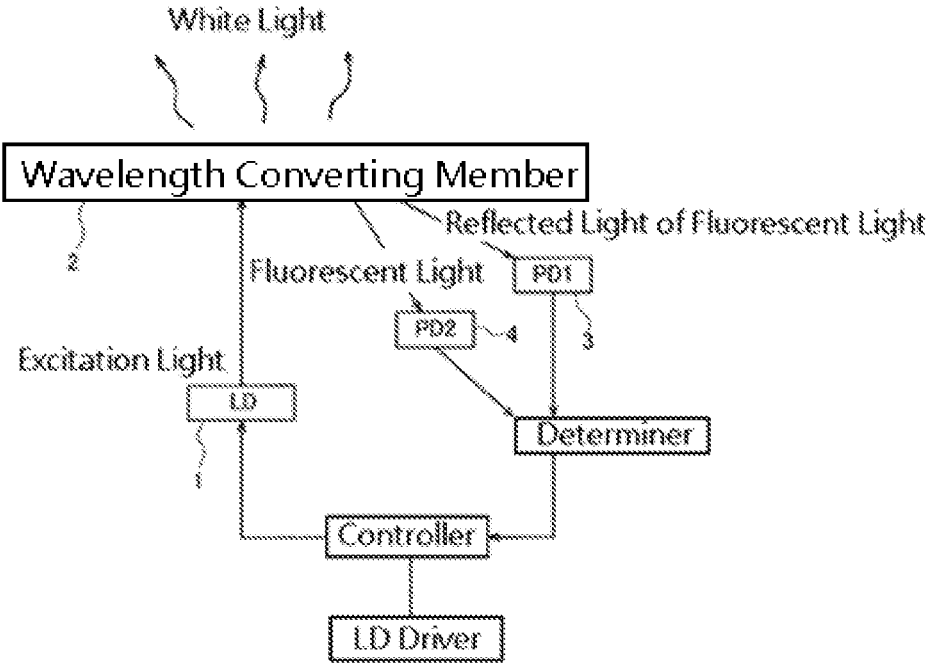 White Light
Wavelength Converting Member
2
Reflected Light of Fluorescent Light
Fluorescent Light
PD1
3
PD2
4
Excitation Light
LD
1
Determiner
Controller
LD Driver